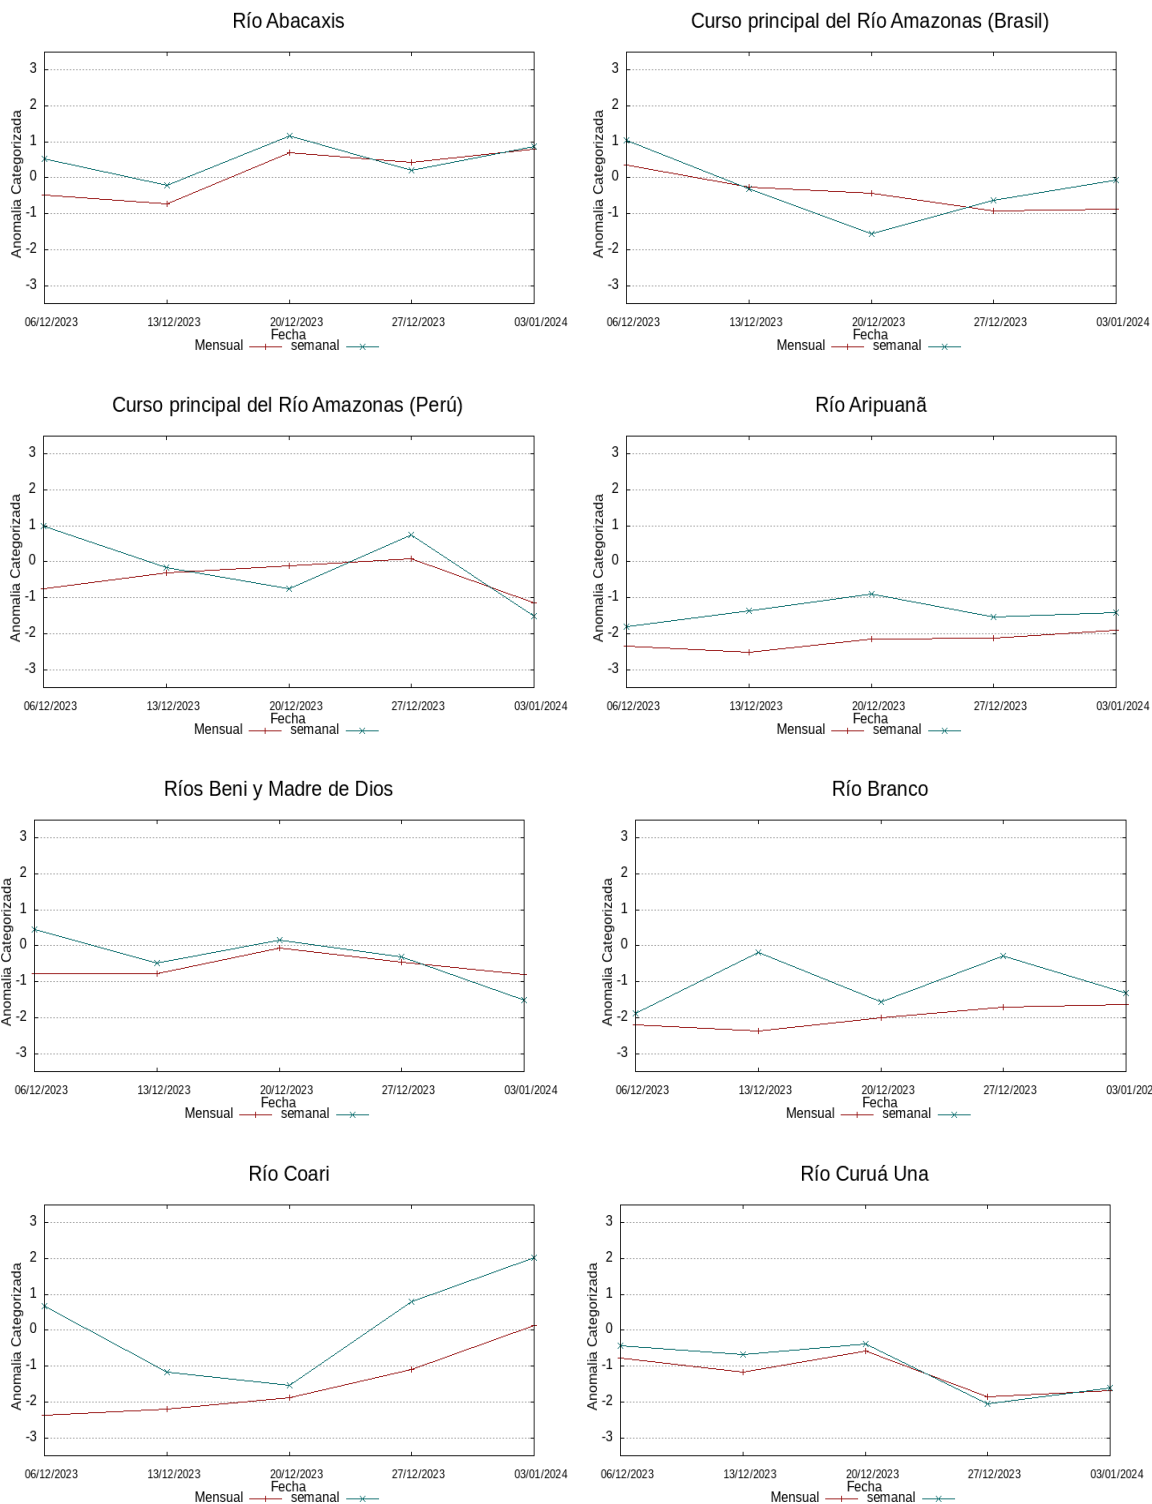 Río Abacaxis
3
2
1
0
-1
-2
-3
Anomalia Categorizada
06/12/2023 13/12/2023 20/12/2023 27/12/2023 03/01/2024
Fecha
Mensual semanal
Curso principal del Río Amazonas (Brasil)
3
2
1
0
-1
-2
-3
Anomalia Categorizada
06/12/2023 13/12/2023 20/12/2023 27/12/2023 03/01/2024
Fecha
Mensual semanal
Curso principal del Río Amazonas (Perú)
3
2
1
0
-1
-2
-3
Anomalia Categorizada
06/12/2023 13/12/2023 20/12/2023 27/12/2023 03/01/2024
Fecha
Mensual semanal
Río Aripuanã
3
2
1
0
-1
-2
-3
Anomalia Categorizada
06/12/2023 13/12/2023 20/12/2023 27/12/2023 03/01/2024
Fecha
Mensual semanal
Ríos Beni y Madre de Dios
3
2
1
0
-1
-2
-3
Anomalia Categorizada
06/12/2023 13/12/2023 20/12/2023 27/12/2023 03/01/2024
Fecha
Mensual semanal
Río Branco
3
2
1
0
-1
-2
-3
Anomalia Categorizada
06/12/2023 13/12/2023 20/12/2023 27/12/2023 03/01/202
Fecha
Mensual semanal
Río Coari
3
2
1
0
-1
-2
-3
Anomalia Categorizada
06/12/2023 13/12/2023 20/12/2023 27/12/2023 03/01/2024
Fecha
Mensual semanal
Río Curuá Una
3
2
1
0
-1
-2
-3
Anomalia Categorizada
06/12/2023 13/12/2023 20/12/2023 27/12/2023 03/01/2024
Fecha
Mensual semanal